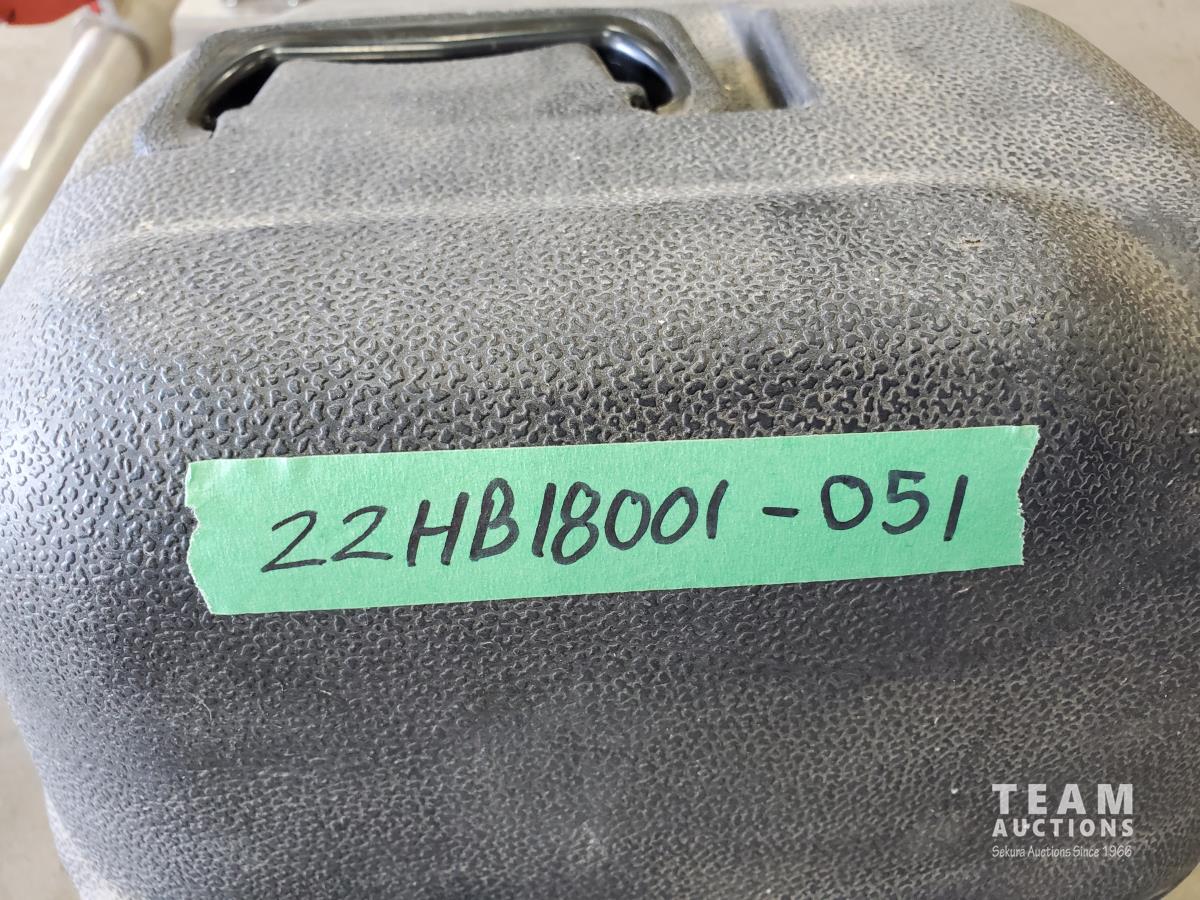 22HB18001-051
TEAM
AUCTIONS
Sekura Auctions Since 1966